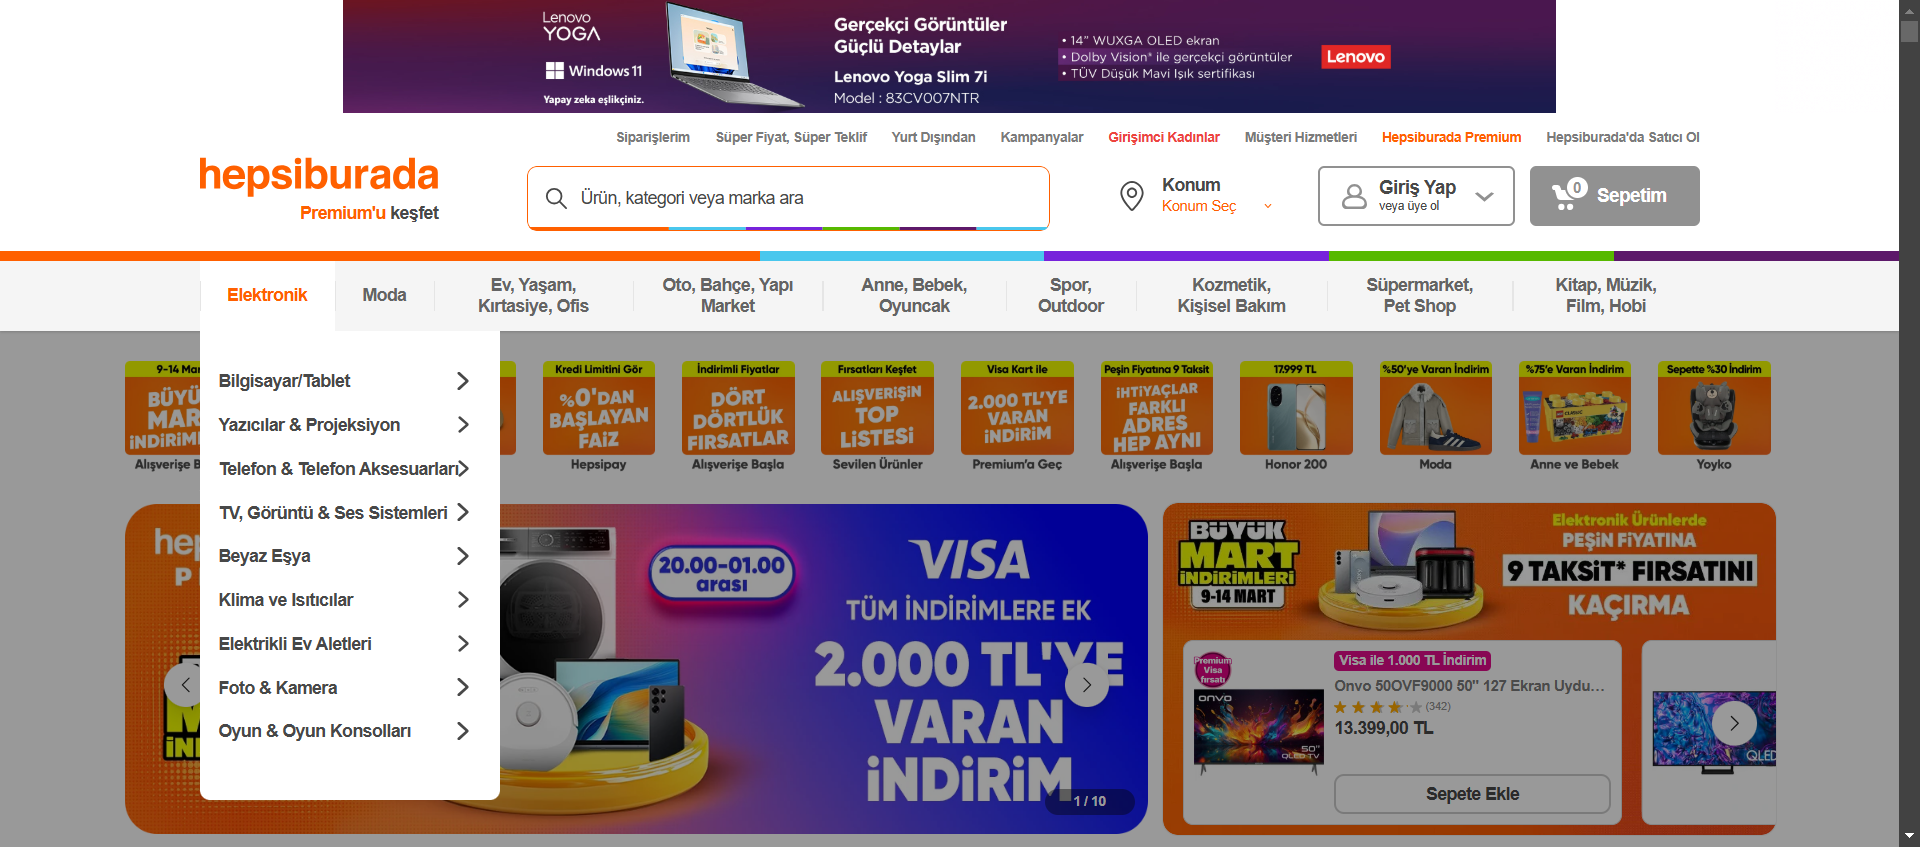 Lenovo
YOGA
Windows 11
Yapay zeka eşlikçiniz.
Gerçekçi Görüntüler
Güçlü Detaylar
Lenovo Yoga Slim 7i
Model : 83CV007NTR
• 14" WUXGA OLED ekran
• Dolby Vision* ile gerçekçi görüntüler
• TÜV Düşük Mavi Işık sertifikası
Lenovo
Siparişlerim
Süper Fiyat, Süper Teklif
Yurt Dışından
Kampanyalar
Girişimci Kadınlar
Müşteri Hizmetleri
Hepsiburada Premium
Hepsiburada'da Satıcı Ol
hepsiburada
Premium'u keşfet
Ürün, kategori veya marka ara
Konum
Konum Seç
Giriş Yap
veya üye ol
0
Sepetim
Elektronik
Moda
Ev, Yaşam,
Kırtasiye, Ofis
Oto, Bahçe, Yapı
Market
Anne, Bebek,
Oyuncak
Spor,
Outdoor
Kozmetik,
Kişisel Bakım
Süpermarket,
Pet Shop
Kitap, Müzik,
Film, Hobi
Bilgisayar/Tablet
Yazıcılar & Projeksiyon
Telefon & Telefon Aksesuarları
TV, Görüntü & Ses Sistemleri
Beyaz Eşya
Klima ve Isıtıcılar
Elektrikli Ev Aletleri
Foto & Kamera
Oyun & Oyun Konsolları
9-14 Mar
BÜYÜ
MAR
İNDİRİM
Alışverişe B
Kredi Limitini Gör
%0'DAN
BAŞLAYAN
FAİZ
Hepsipay
İndirimli Fiyatlar
DÖRT
DÖRTLÜK
FIRSATLAR
Alışverişe Başla
Fırsatları Keşfet
ALIŞVERİŞİN
TOP
LİSTESİ
Sevilen Ürünler
Visa Kart ile
2.000 TL'YE
VARAN
İNDİRİM
Premium'a Geç
Peşin Fiyatına 9 Taksit
İHTİYAÇLAR
FARKLI
ADRES
HEP AYNI
Alışverişe Başla
17.999 TL
Honor 200
%50'ye Varan İndirim
Moda
%75'e Varan İndirim
Anne ve Bebek
Sepette %30 İndirim
Yoyko
hep
P
20.00-01.00
arası
VISA
TÜM İNDİRİMLERE EK
2.000 TL'YE
VARAN
İNDİRİM
1 / 10
BÜYÜK
MART
İNDİRİMLERİ
9-14 MART
Elektronik Ürünlerde
PEŞİN FİYATINA
9 TAKSİT* FIRSATINI
KAÇIRMA
Premium
Visa
fırsatı
onvo
50"
QLED TV
Visa ile 1.000 TL İndirim
Onvo 50OVF9000 50" 127 Ekran Uydu...
(342)
13.399,00 TL
Sepete Ekle
QLED